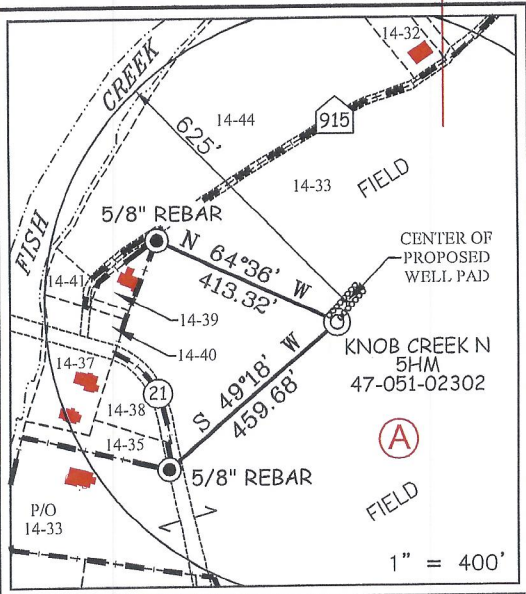 14-32
FISH CREEK
14-44
915
625'
14-33
FIELD
5/8" REBAR
N 64°36' W
413.32'
CENTER OF
PROPOSED
WELL PAD
14-41
14-39
14-40
KNOB CREEK N
5HM
47-051-02302
14-37
21
14-38
S 49°18' W
459.68'
A
14-35
5/8" REBAR
P/O
14-33
FIELD
1" = 400'